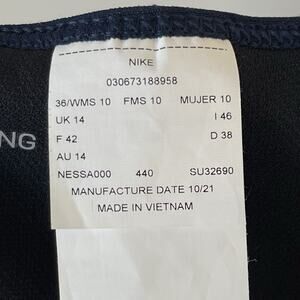 NIKE
030673188958
36/WMS 10 FMS 10 MUJER 10
UK 14 I 46
F 42 D 38
AU 14
NESSA000 440 SU32690
MANUFACTURE DATE 10/21
MADE IN VIETNAM
NG